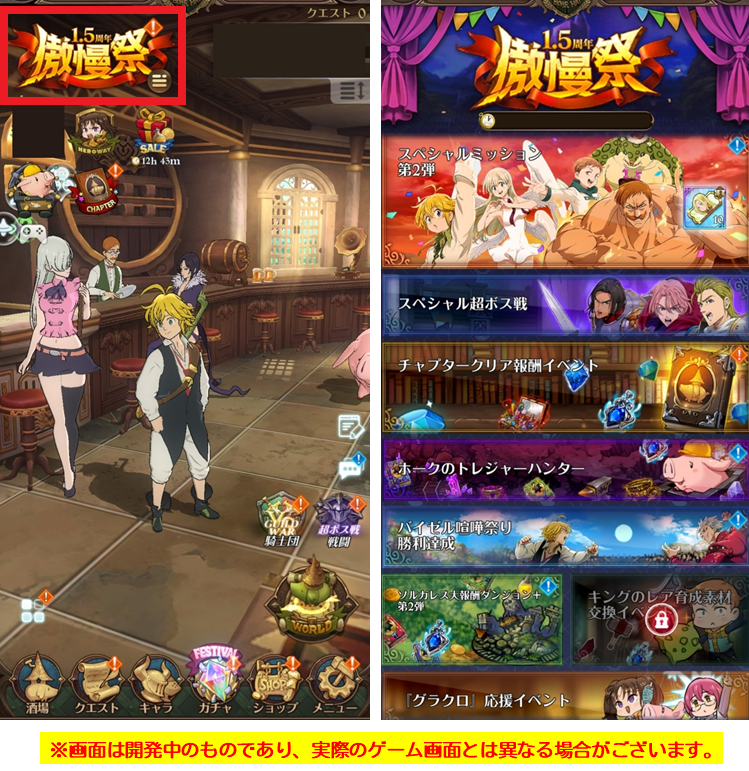 クエスト 0
1.5周年
傲慢祭
HERO WAY
SALE
12h 43m
CHAPTER
GUILD WAR
騎士団
超ボス戦
戦闘
WORLD
FESTIVAL
SHOP
酒場
クエスト
キャラ
ガチャ
ショップ
メニュー
1.5周年
傲慢祭
スペシャルミッション
第2弾
スペシャル超ボス戦
チャプタークリア報酬イベント
ホークのトレジャーハンター
バイゼル喧嘩祭り
勝利達成
ソルガレス大報酬ダンジョン+
第2弾
キングのレア育成素材
交換イベ
『グラクロ』応援イベント
※画面は開発中のものであり、実際のゲーム画面とは異なる場合がございます。